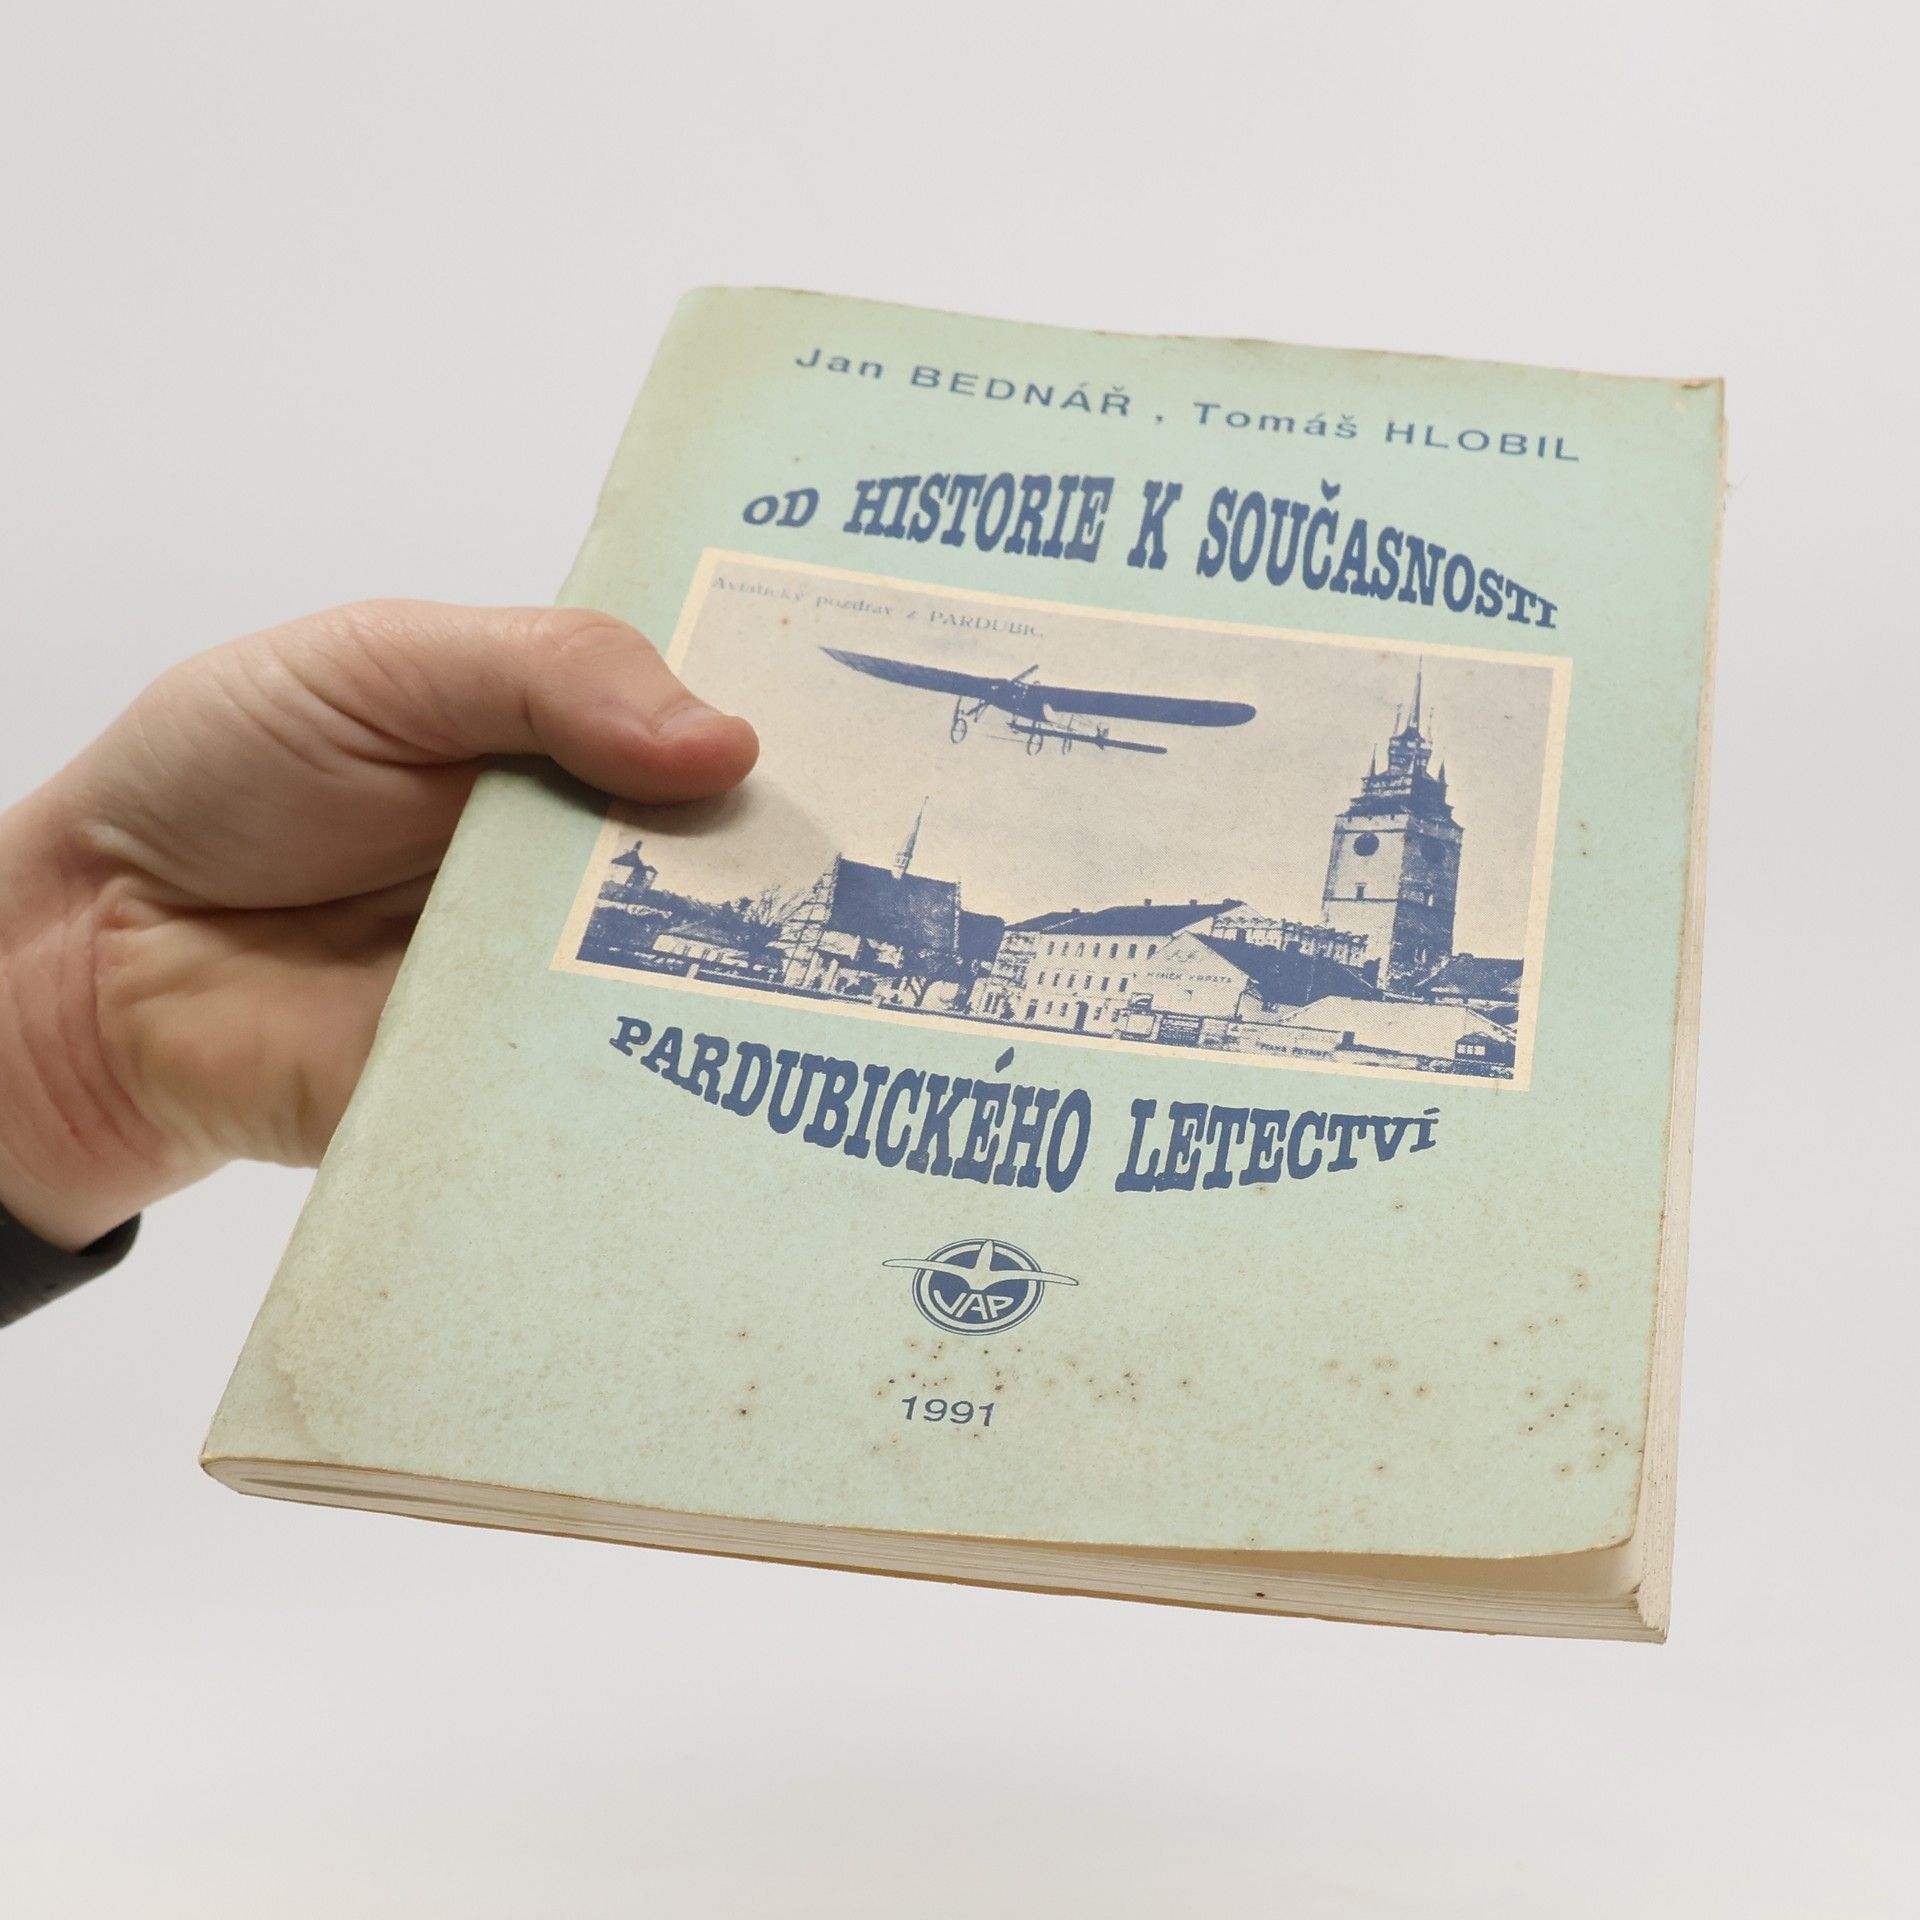 Jan BEDNÁŘ , Tomáš HLOBIL
OD HISTORIE K SOUČASNOSTI
Aviatický pozdrav z PARDUBIC
PARDUBICKÉHO LETECTVÍ
VAP
1991